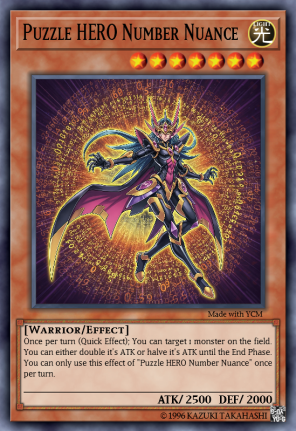 Puzzle HERO Number Nuance
LIGHT
光
Made with YCM
[Warrior/Effect]
Once per turn (Quick Effect); You can target 1 monster on the field.
You can either double it's ATK or halve it's ATK until the End Phase.
You can only use this effect of "Puzzle HERO Number Nuance" once
per turn.
ATK/ 2500 DEF/ 2000
©1996 KAZUKI TAKAHASHI